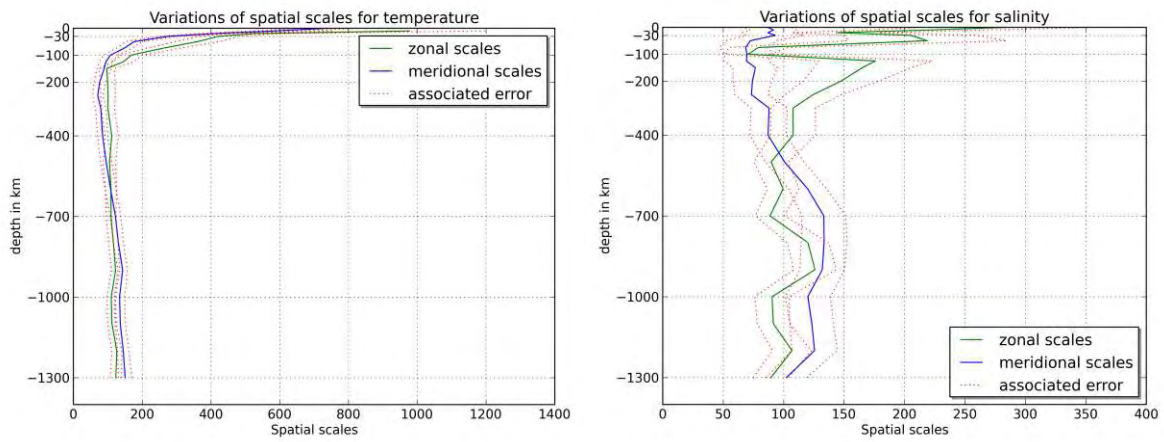 Variations of spatial scales for temperature
0
−30
−100
−200
−400
−700
−1000
−1300
depth in km
zonal scales
meridional scales
associated error
0 200 400 600 800 1000 1200 1400
Spatial scales
Variations of spatial scales for salinity
0
−30
−100
−200
−400
−700
−1000
−1300
depth in km
zonal scales
meridional scales
associated error
0 50 100 150 200 250 300 350 400
Spatial scales